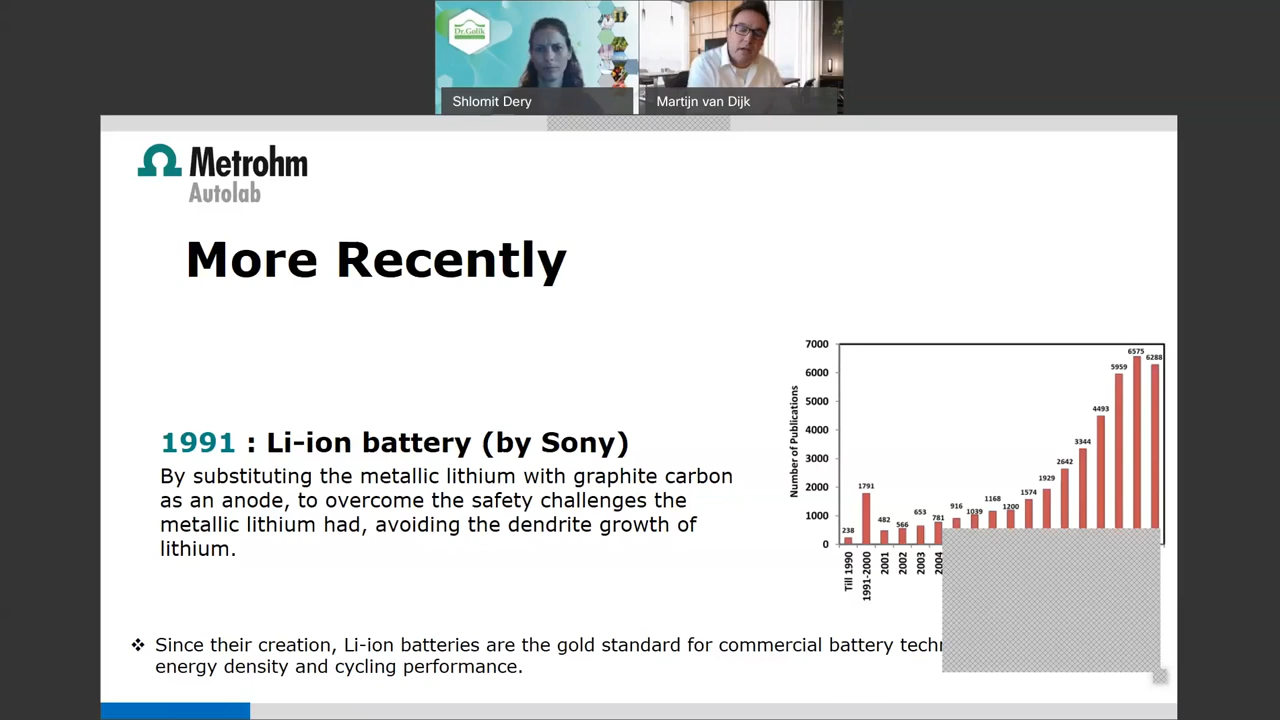 Dr.Golik
Shlomit Dery
Martijn van Dijk
Metrohm
Autolab
More Recently
1991 : Li-ion battery (by Sony)
By substituting the metallic lithium with graphite carbon
as an anode, to overcome the safety challenges the
metallic lithium had, avoiding the dendrite growth of
lithium.
Number of Publications
7000
6000
5000
4000
3000
2000
1000
0
238
1791
482
566
653
781
916
1039
1168
1200
1574
1929
2642
3344
4493
5959
6575
6288
Till 1990
1991-2000
2001
2002
2003
2004
❖ Since their creation, Li-ion batteries are the gold standard for commercial battery
energy density and cycling performance.